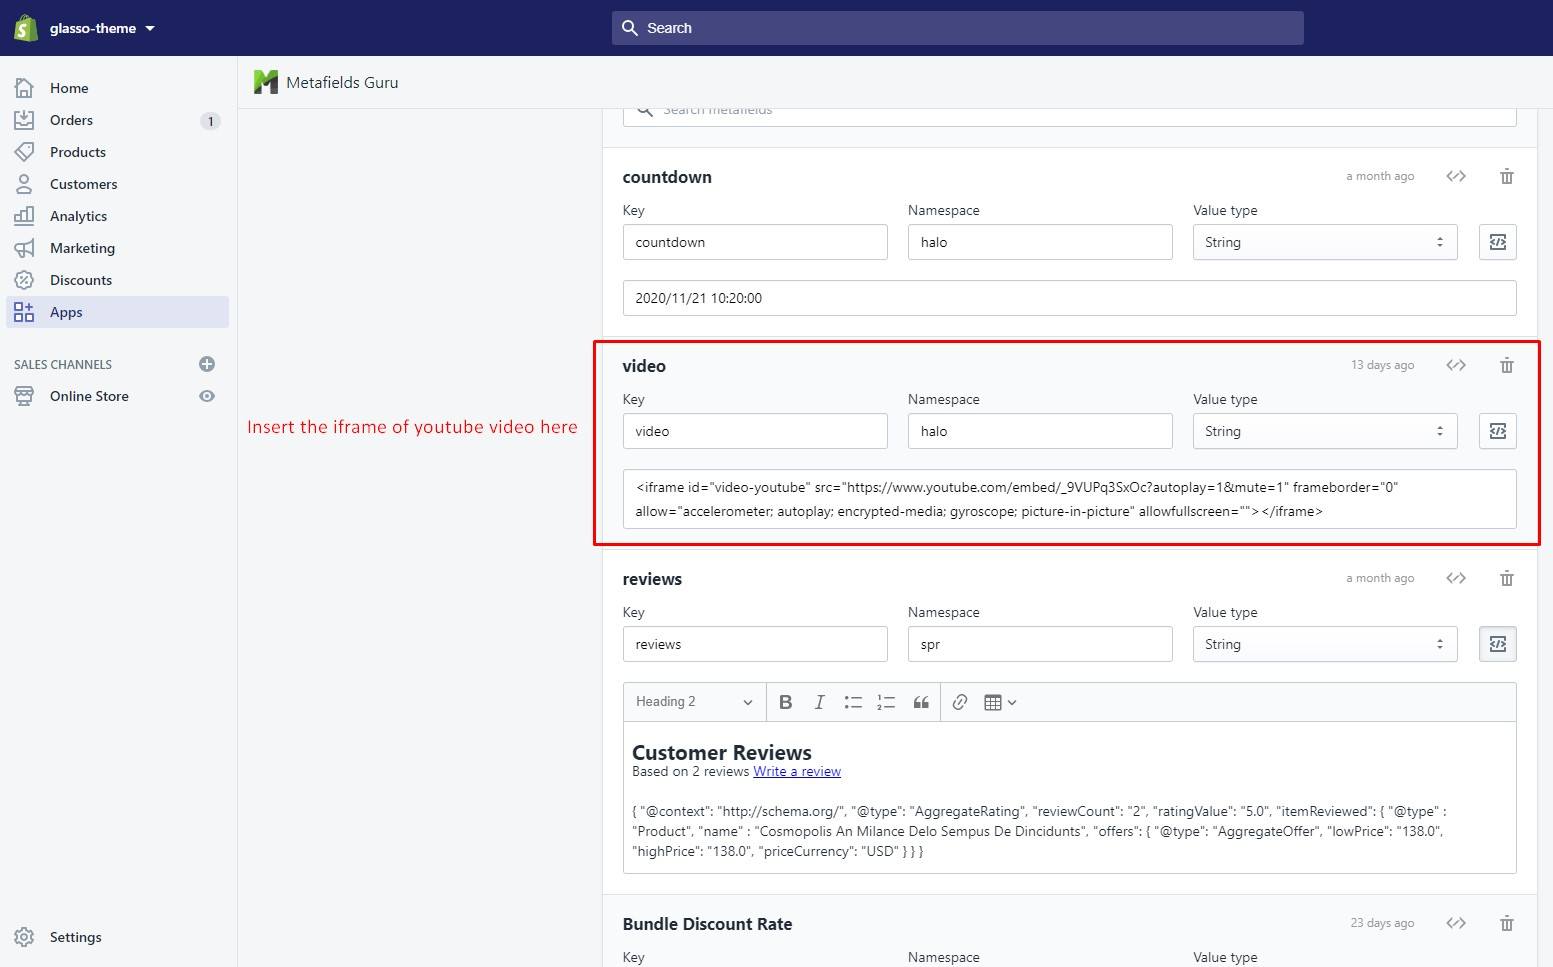 glasso-theme
Search
Home
Orders 1
Products
Customers
Analytics
Marketing
Discounts
Apps
SALES CHANNELS
Online Store
Settings
Metafields Guru
Search metafields
countdown a month ago
Key Namespace Value type
countdown halo String
2020/11/21 10:20:00
Insert the iframe of youtube video here
video 13 days ago
Key Namespace Value type
video halo String
<iframe id="video-youtube" src="https://www.youtube.com/embed/_9VUPq3SxOc?autoplay=1&mute=1" frameborder="0"
allow="accelerometer; autoplay; encrypted-media; gyroscope; picture-in-picture" allowfullscreen=""></iframe>
reviews a month ago
Key Namespace Value type
reviews spr String
Heading 2 B I
Customer Reviews
Based on 2 reviews Write a review
{ "@context": "http://schema.org/", "@type": "AggregateRating", "reviewCount": "2", "ratingValue": "5.0", "itemReviewed": { "@type" :
"Product", "name" : "Cosmopolis An Milance Delo Sempus De Dincidunts", "offers": { "@type": "AggregateOffer", "lowPrice": "138.0",
"highPrice": "138.0", "priceCurrency": "USD" } } }
Bundle Discount Rate 23 days ago
Key Namespace Value type